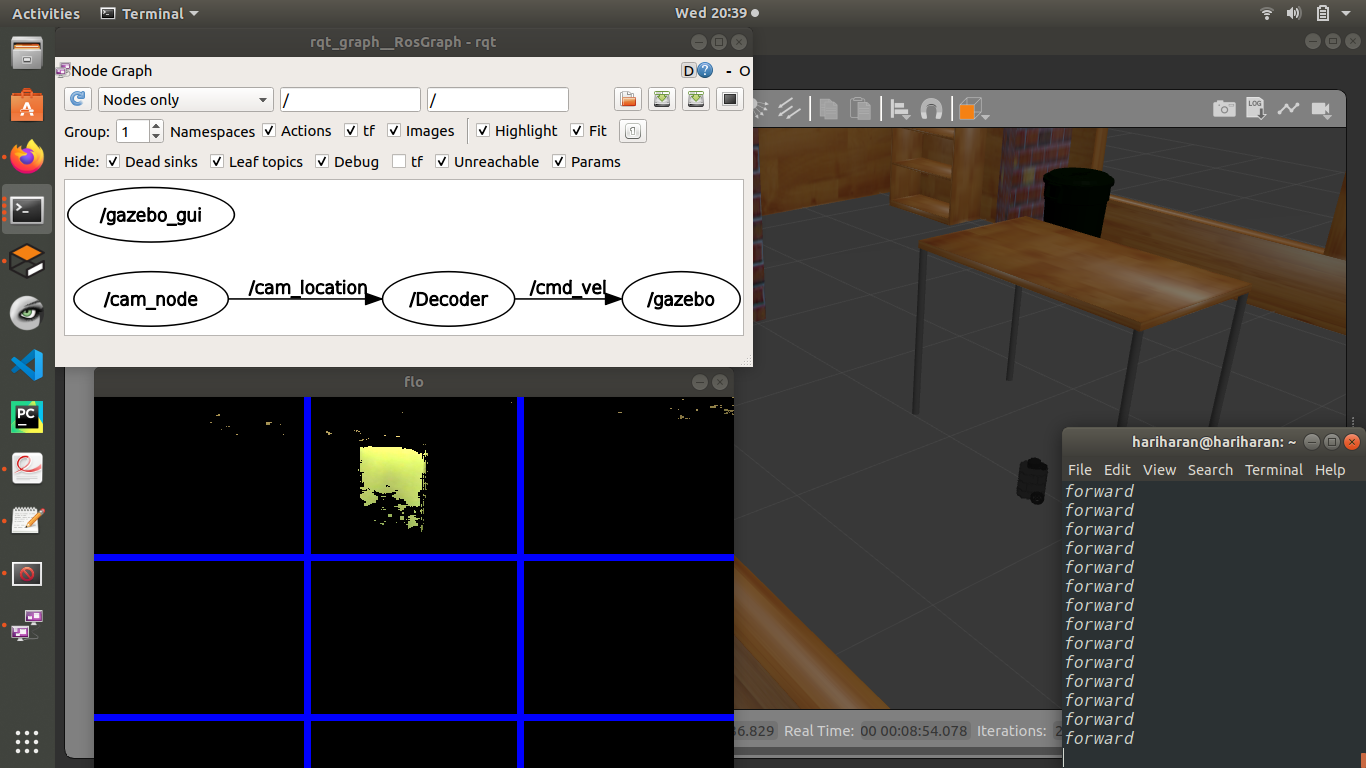 Activities Terminal Wed 20:39
rqt_graph__RosGraph - rqt
Node Graph D ? - O
Nodes only / /
Group: 1 Namespaces Actions tf Images Highlight Fit
Hide: Dead sinks Leaf topics Debug tf Unreachable Params
/gazebo_gui
/cam_node /cam_location /Decoder /cmd_vel /gazebo
flo
LOG
PC
hariharan@hariharan: ~
File Edit View Search Terminal Help
forward
forward
forward
forward
forward
forward
forward
forward
forward
forward
forward
forward
forward
forward
6.829 Real Time: 00 00:08:54.078 Iterations: 2